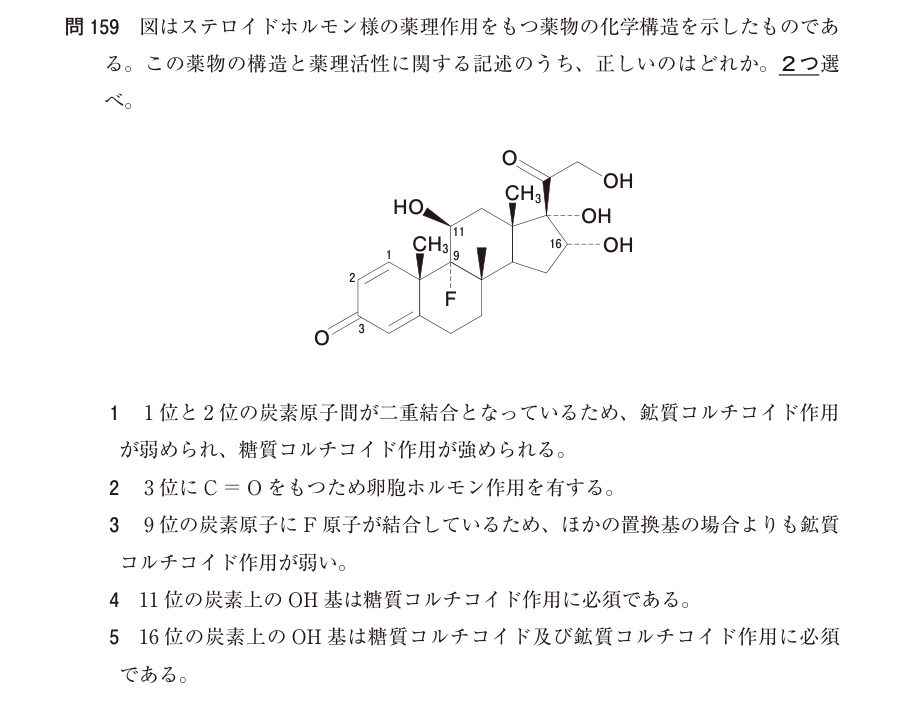 問159 図はステロイドホルモン様の薬理作用をもつ薬物の化学構造を示したものであ
る。この薬物の構造と薬理活性に関する記述のうち、正しいのはどれか。2つ選
べ。
O
OH
CH3
HO
OH
11
CH3
16
OH
1
9
2
F
3
O
1 1位と2位の炭素原子間が二重結合となっているため、鉱質コルチコイド作用
が弱められ、糖質コルチコイド作用が強められる。
2 3位にC＝Oをもつため卵胞ホルモン作用を有する。
3 9位の炭素原子にF原子が結合しているため、ほかの置換基の場合よりも鉱質
コルチコイド作用が弱い。
4 11位の炭素上のOH基は糖質コルチコイド作用に必須である。
5 16位の炭素上のOH基は糖質コルチコイド及び鉱質コルチコイド作用に必須
である。